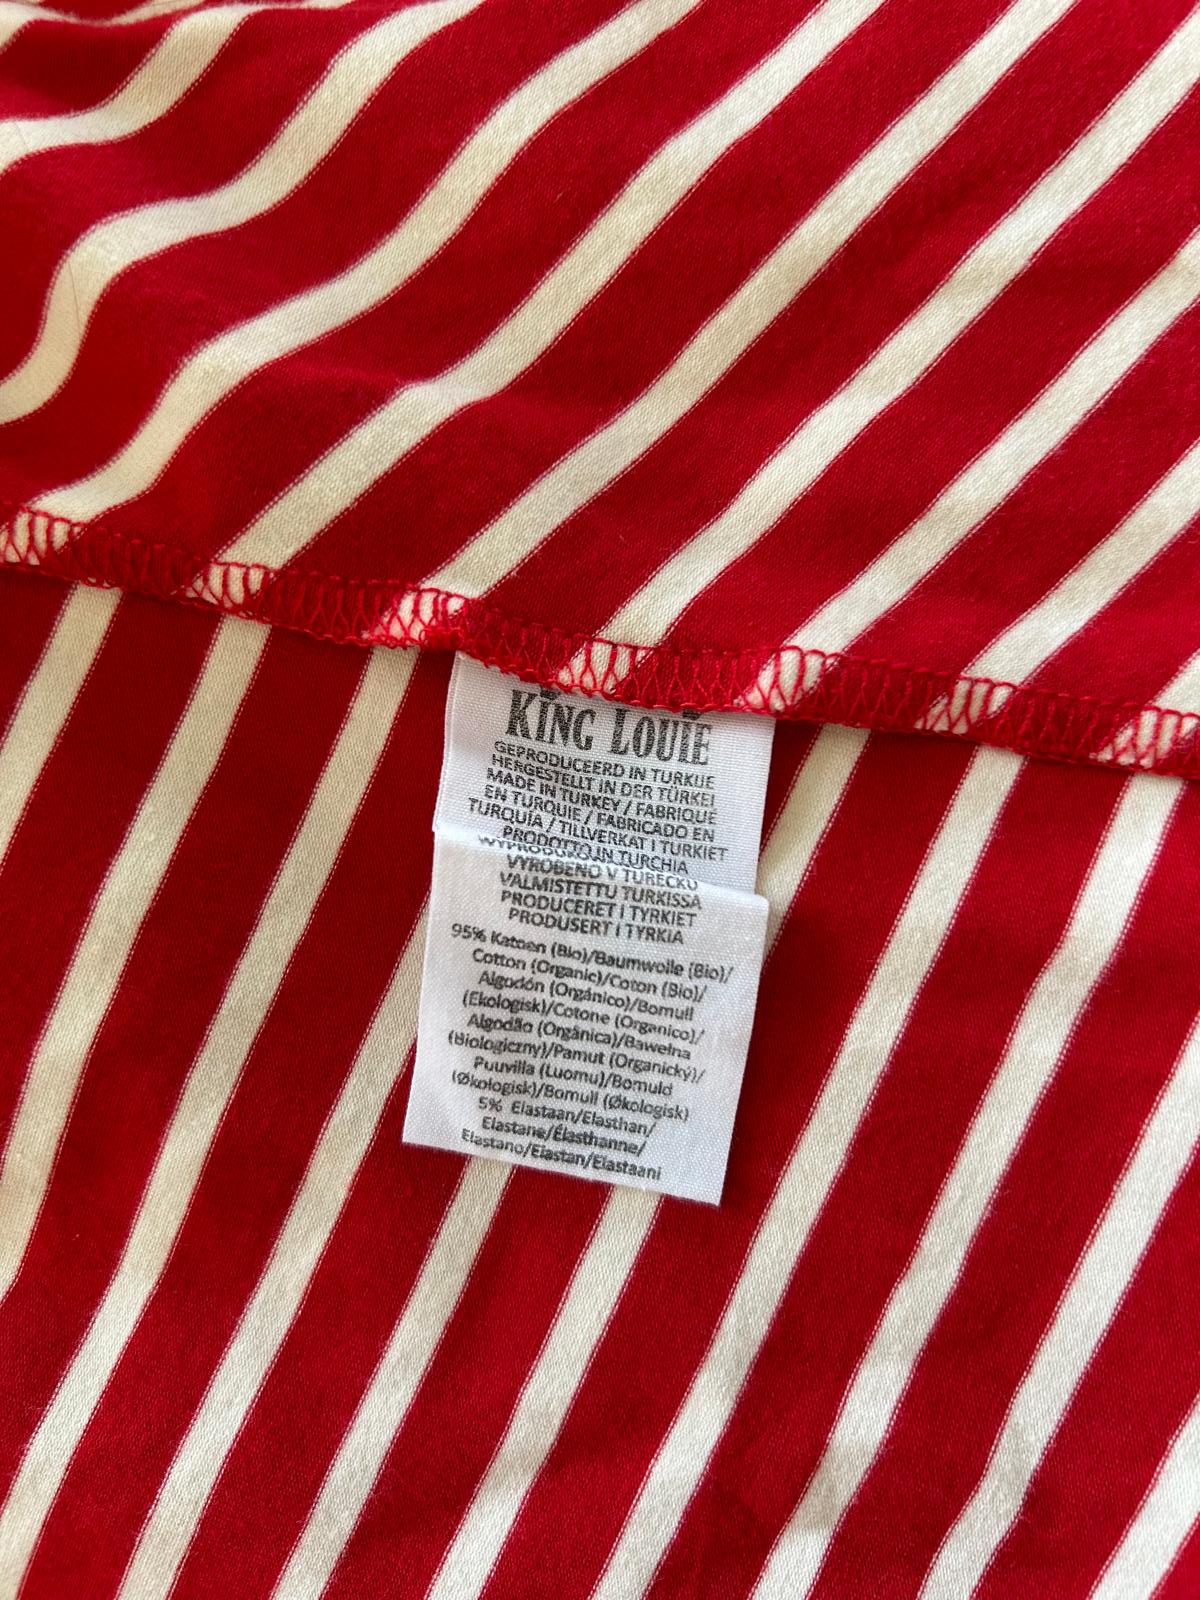 KING LOUIE
GEPRODUCEERD IN TURKIJE
HERGESTELLT IN DER TÜRKEI
MADE IN TURKEY / FABRIQUÉ
EN TURQUIE / FABRICADO EN
TURQUÍA / TILLVERKAT I TURKIET
PRODOTTO IN TURCHIA
WYPRODUKOWANO
VYROBENO V TURECKU
VALMISTETTU TURKISSA
PRODUCERET I TYRKIET
PRODUSERT I TYRKIA
95% Katoen (Bio)/Baumwolle (Bio)/
Cotton (Organic)/Coton (Bio)/
Algodón (Orgánico)/Bomull
(Ekologisk)/Cotone (Organico)/
Algodão (Orgânica)/Bawełna
(Biologiczny)/Pamut (Organický)/
Puuvilla (Luomu)/Bomuld
(Økologisk)/Bomull (Økologisk)
5% Elastaan/Elasthan/
Elastane/Élasthanne/
Elastano/Elastan/Elastaani